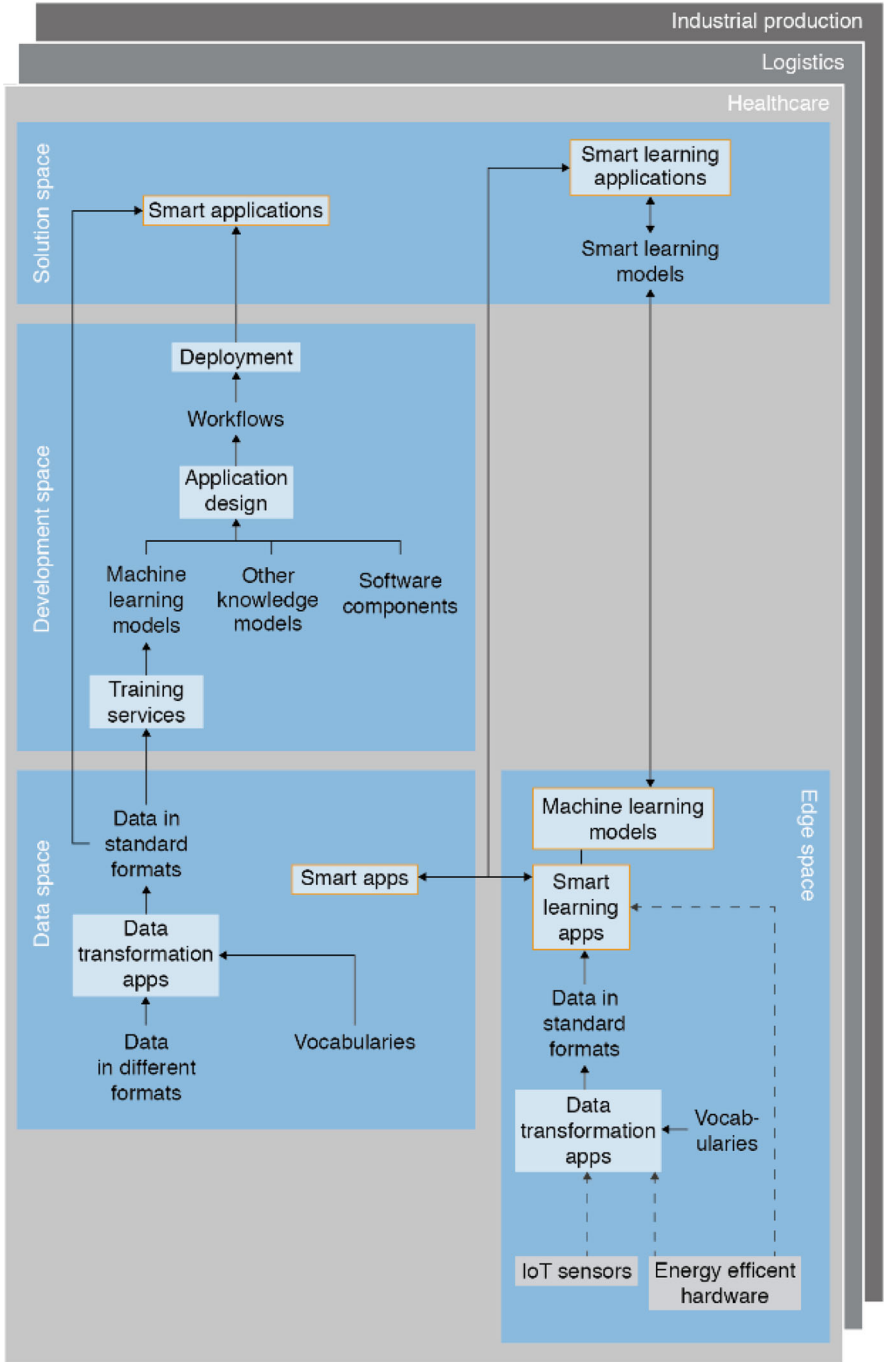 Industrial production
Logistics
Healthcare
Solution space
Smart applications
Smart learning
applications
Smart learning
models
Development space
Deployment
Workflows
Application
design
Machine
learning
models
Other
knowledge
models
Software
components
Training
services
Data space
Data in
standard
formats
Smart apps
Data
transformation
apps
Data
in different
formats
Vocabularies
Edge space
Machine learning
models
Smart
learning
apps
Data in
standard
formats
Data
transformation
apps
Vocab-
ularies
IoT sensors
Energy efficent
hardware